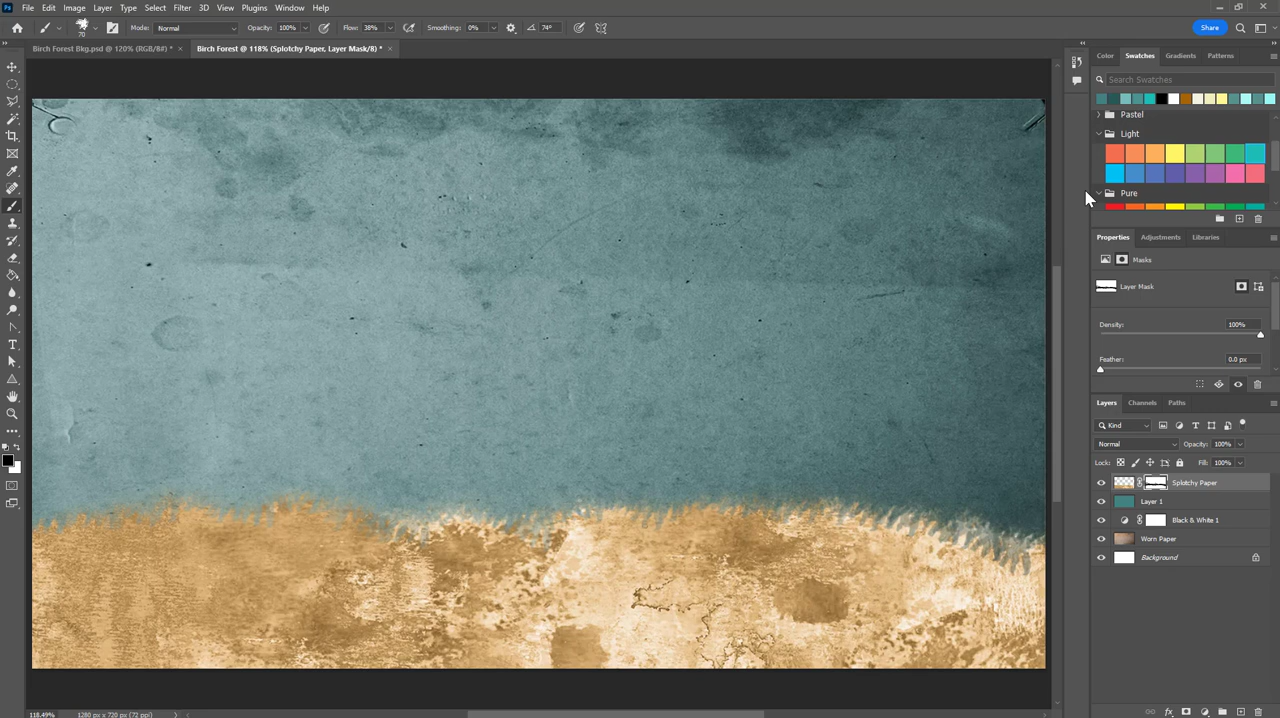 File Edit Image Layer Type Select Filter 3D View Plugins Window Help
70 Mode: Normal Opacity: 100% Flow: 38% Smoothing: 0% 74° Share
Birch Forest Bkg.psd @ 120% (RGB/8#) * × Birch Forest @ 118% (Splotchy Paper, Layer Mask/8) * ×
Color Swatches Gradients Patterns
Search Swatches
Pastel
Light
Pure
Properties Adjustments Libraries
Masks
Layer Mask
Density: 100%
Feather: 0.0 px
Layers Channels Paths
Kind
Normal Opacity: 100%
Lock: Fill: 100%
Splotchy Paper
Layer 1
Black & White 1
Worn Paper
Background
118.49% 1280 px x 720 px (72 ppi)